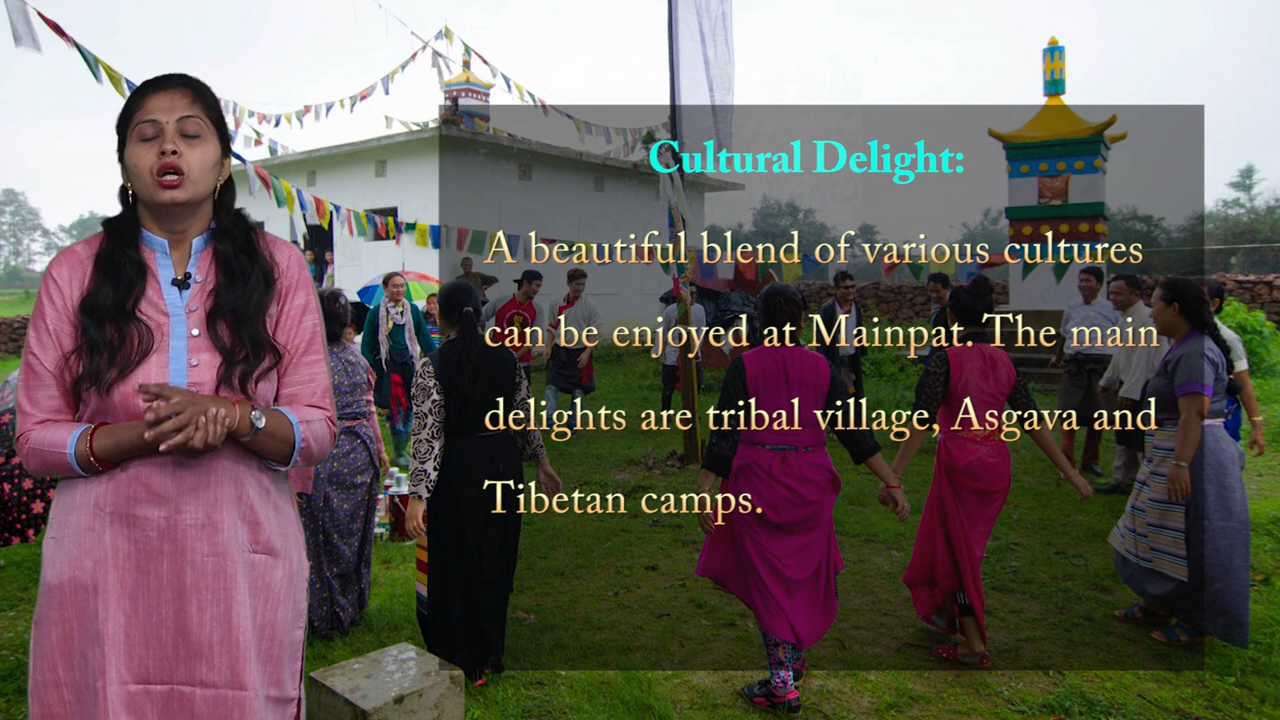 Cultural Delight:
A beautiful blend of various cultures
can be enjoyed at Mainpat. The main
delights are tribal village, Asgava and
Tibetan camps.